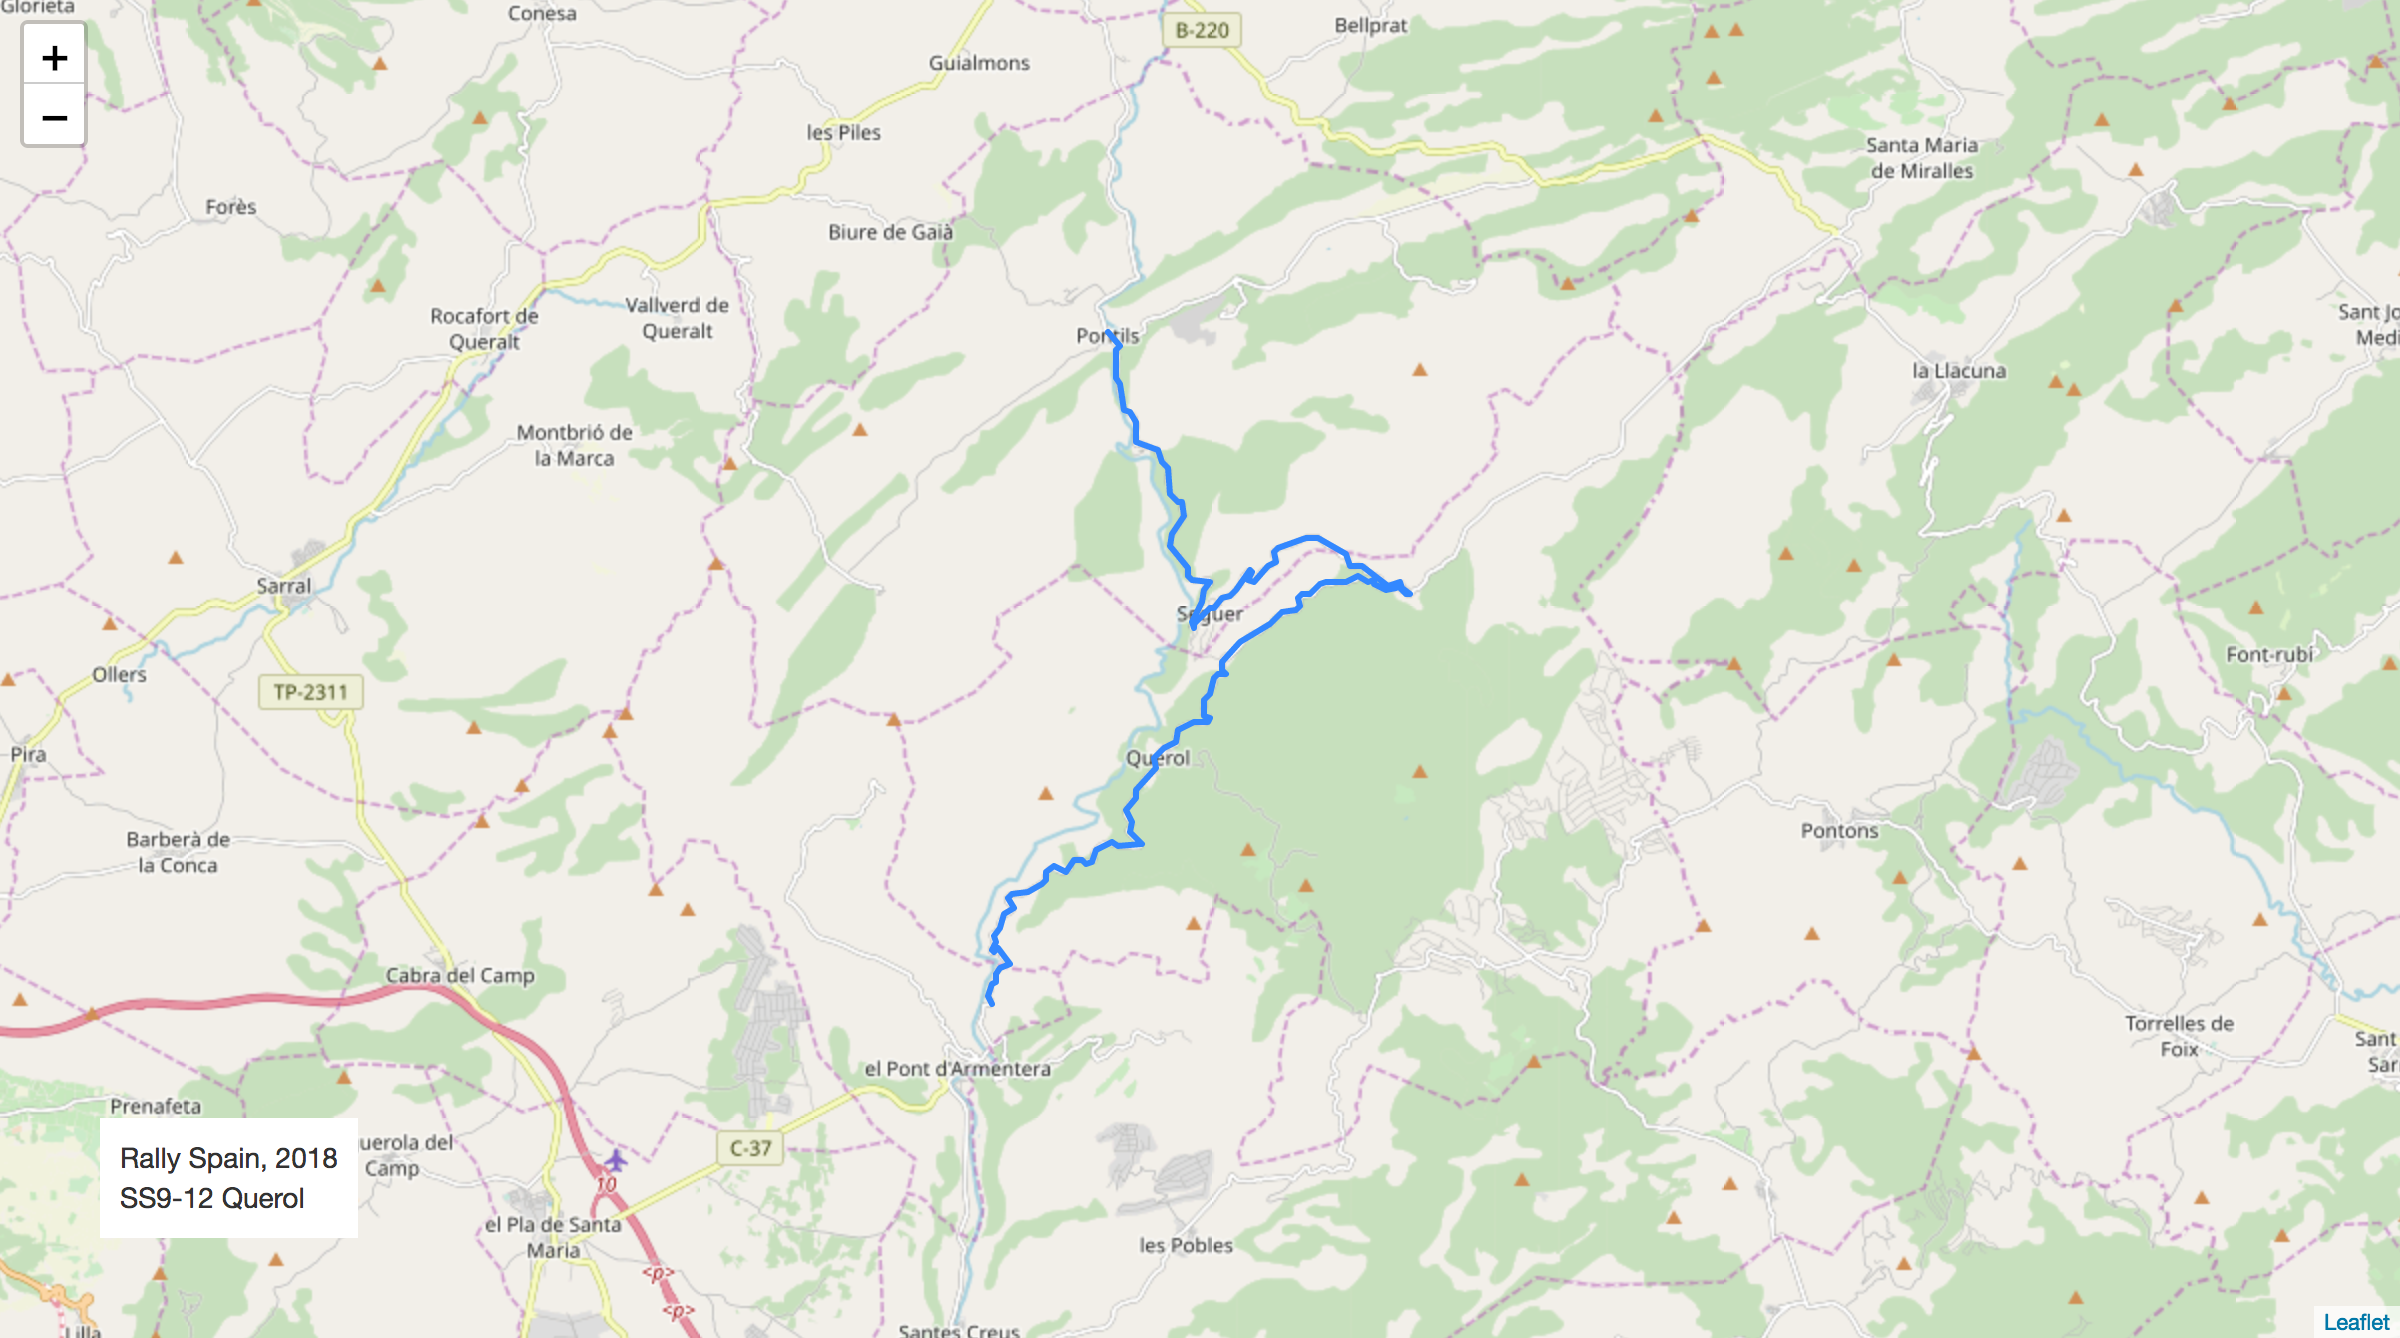 Glorieta
Conesa
B-220
Bellprat
+
−
Guialmons
les Piles
Santa Maria
de Miralles
Forès
Biure de Gaià
Vallverd de
Queralt
Rocafort de
Queralt
Pontils
Sant Jo
Medi
la Llacuna
Montbrió de
la Marca
Sarral
Seguer
Ollers
TP-2311
Font-rubí
Pira
Querol
Barberà de
la Conca
Pontons
Cabra del Camp
Torrelles de
Foix
Sant
Sar
el Pont d'Armentera
Prenafeta
C-37
uerola del
Camp
Rally Spain, 2018
SS9-12 Querol
10
el Pla de Santa
Maria
les Pobles
<p>
<p>
Santes Creus
Lilla
Leaflet